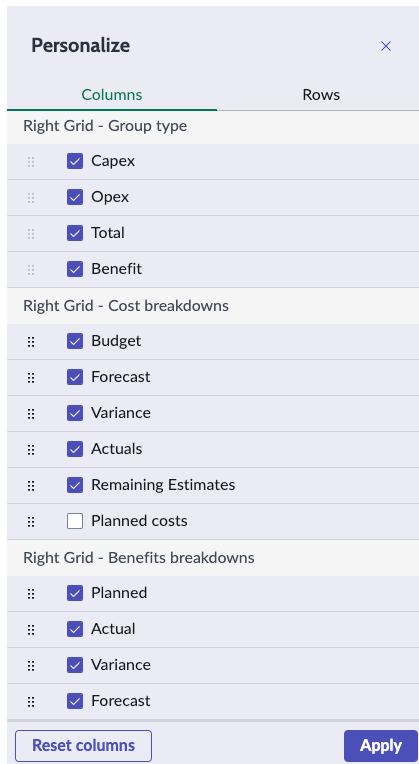 Personalize
Columns
Rows
Right Grid - Group type
Capex
Opex
Total
Benefit
Right Grid - Cost breakdowns
Budget
Forecast
Variance
Actuals
Remaining Estimates
Planned costs
Right Grid - Benefits breakdowns
Planned
Actual
Variance
Forecast
Reset columns
Apply